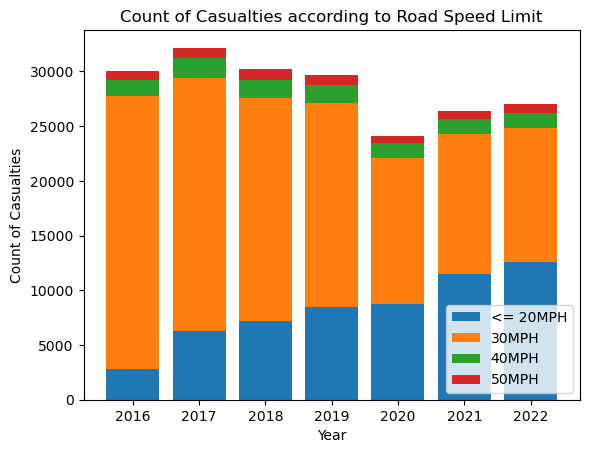 Count of Casualties according to Road Speed Limit
30000
25000
20000
15000
10000
5000
0
Count of Casualties
<= 20MPH
30MPH
40MPH
50MPH
2016 2017 2018 2019 2020 2021 2022
Year